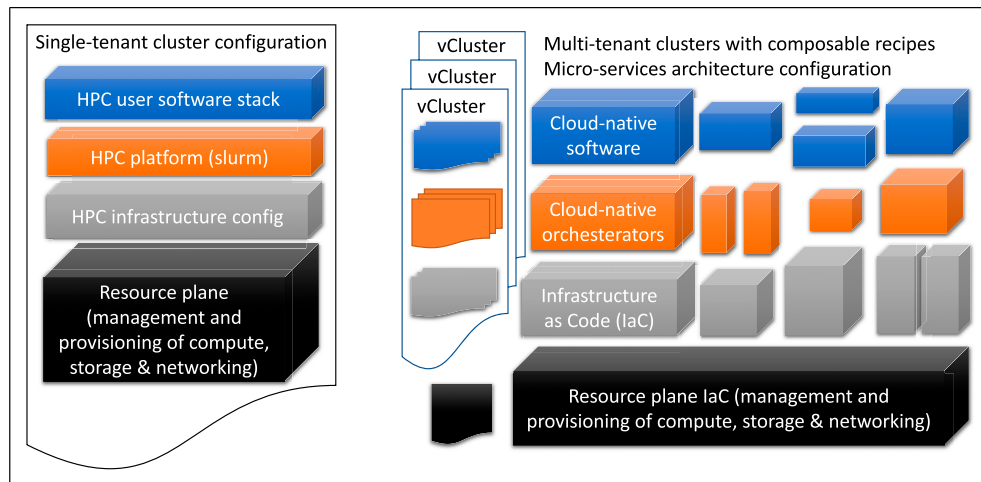 Single-tenant cluster configuration
HPC user software stack
HPC platform (slurm)
HPC infrastructure config
Resource plane
(management and
provisioning of compute,
storage & networking)
vCluster
vCluster
vCluster
Multi-tenant clusters with composable recipes
Micro-services architecture configuration
Cloud-native
software
Cloud-native
orchesterators
Infrastructure
as Code (IaC)
Resource plane IaC (management and
provisioning of compute, storage & networking)